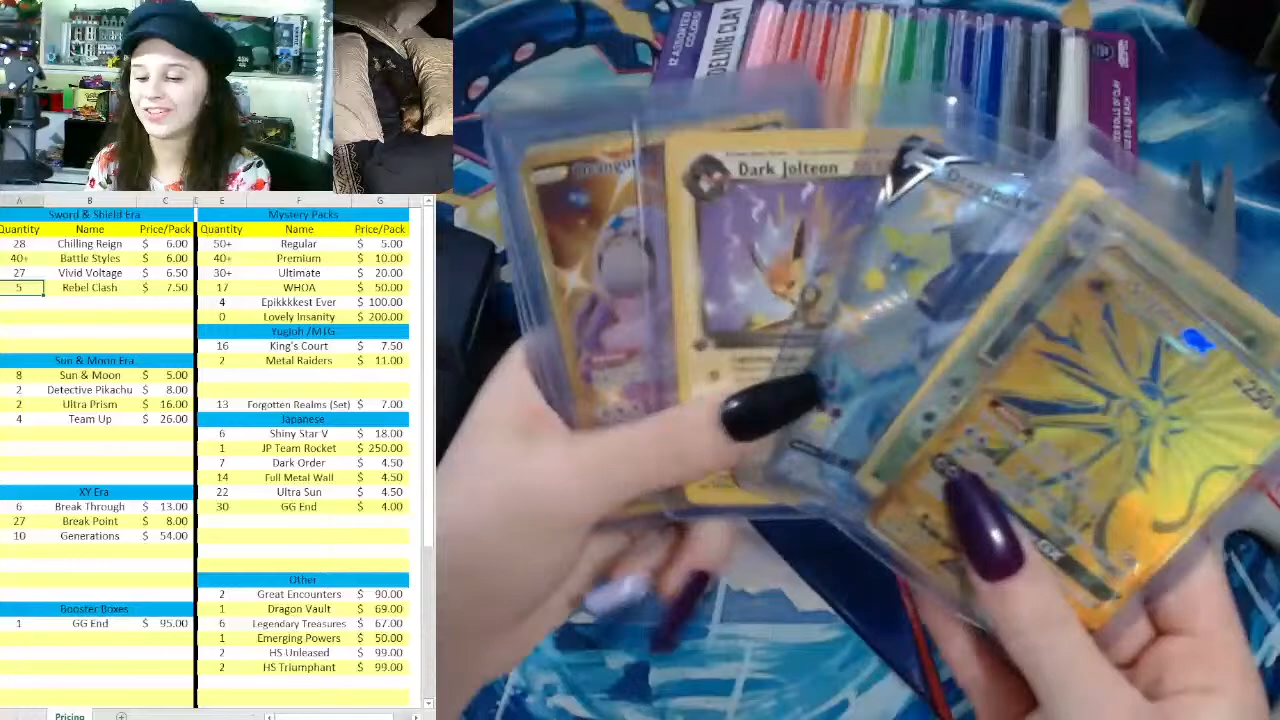 A B C D E F G
Sword & Shield Era Mystery Packs
Quantity Name Price/Pack Quantity Name Price/Pack
28 Chilling Reign $ 6.00 50+ Regular $ 5.00
40+ Battle Styles $ 6.00 40+ Premium $ 10.00
27 Vivid Voltage $ 6.50 30+ Ultimate $ 20.00
5 Rebel Clash $ 7.50 17 WHOA $ 50.00
4 Epikkkkest Ever $ 100.00
0 Lovely Insanity $ 200.00
Yugioh /MTG
16 King's Court $ 7.50
Sun & Moon Era 2 Metal Raiders $ 11.00
8 Sun & Moon $ 5.00
2 Detective Pikachu $ 8.00
2 Ultra Prism $ 16.00 13 Forgotten Realms (Set) $ 7.00
4 Team Up $ 26.00 Japanese
6 Shiny Star V $ 18.00
1 JP Team Rocket $ 250.00
7 Dark Order $ 4.50
14 Full Metal Wall $ 4.50
XY Era 22 Ultra Sun $ 4.50
6 Break Through $ 13.00 30 GG End $ 4.00
27 Break Point $ 8.00
10 Generations $ 54.00
Other
2 Great Encounters $ 90.00
Booster Boxes 1 Dragon Vault $ 69.00
1 GG End $ 95.00 6 Legendary Treasures $ 67.00
1 Emerging Powers $ 50.00
2 HS Unleased $ 99.00
2 HS Triumphant $ 99.00
Pricing
12 ASSORTED
COLORS
DELING CLAY
Dark Jolteon